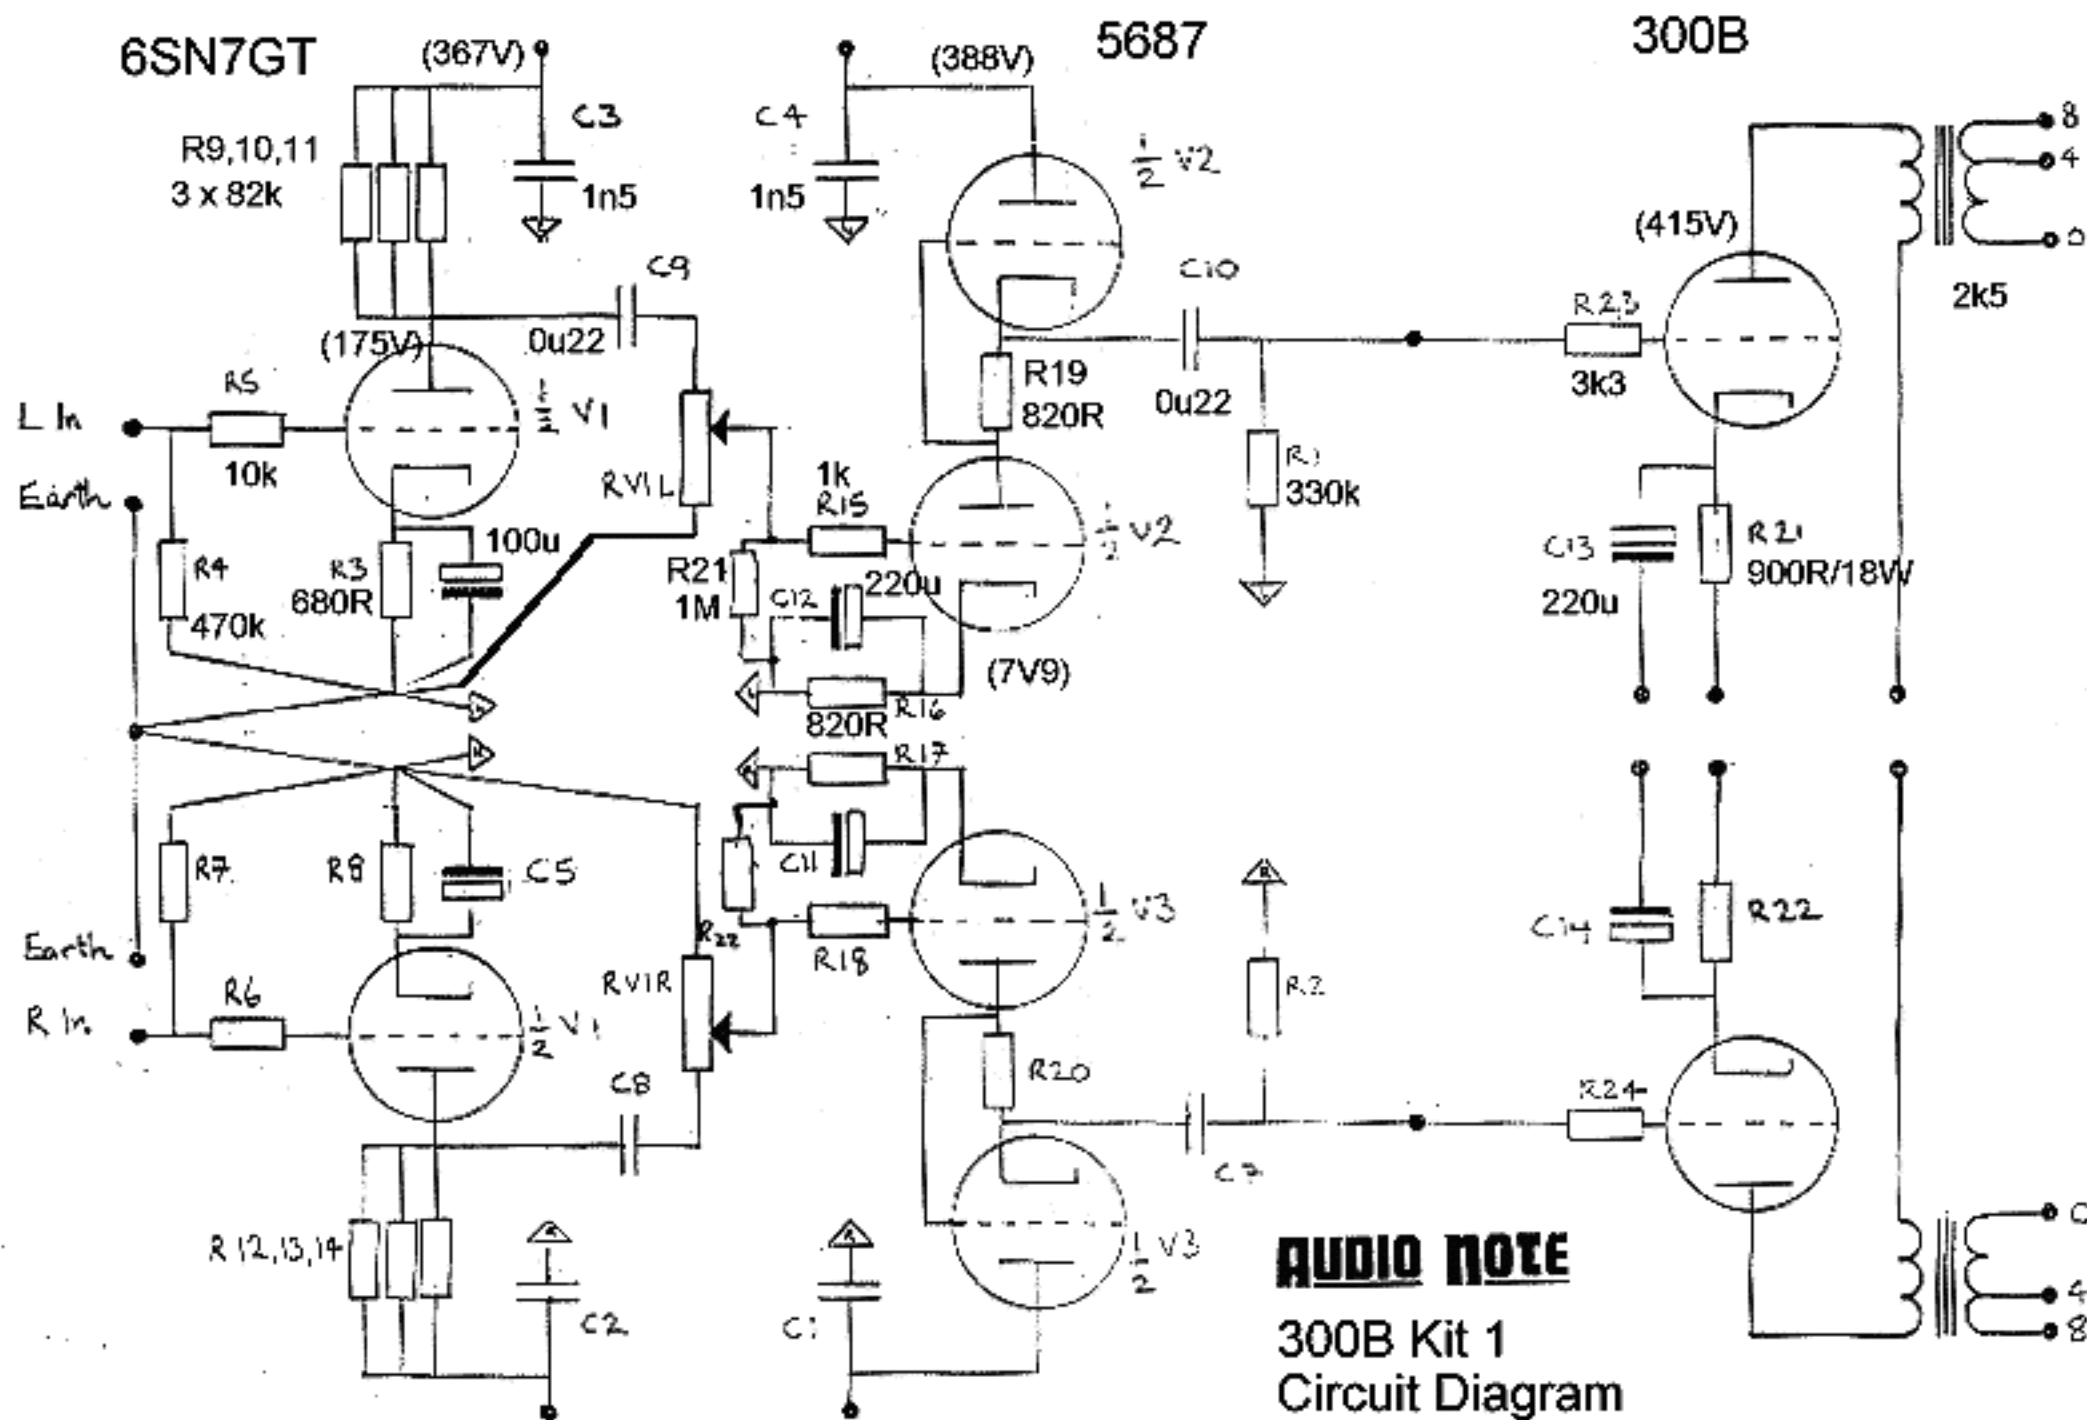 6SN7GT
(367V)
(388V)
5687
300B
C3
C4
½ V2
8
4
0
R9,10,11
3 x 82k
1n5
1n5
(415V)
2k5
C9
C10
R23
3k3
(175V)
0u22
R19
820R
0u22
R5
V1
L In
10k
RV1L
1k
R15
R1
330k
Earth
100u
½ V2
R21
1M
220u
C12
R4
470k
R3
680R
C13
220u
R21
900R/18W
(7V9)
R16
820R
R17
R7
R8
C5
C11
R22
½ V3
C14
R22
Earth
R6
R18
RV1R
R2
R In
½ V1
C8
R20
R24
C7
R 12,13,14
½ V3
C2
C1
0
4
8
AUDIO NOTE
300B Kit 1
Circuit Diagram